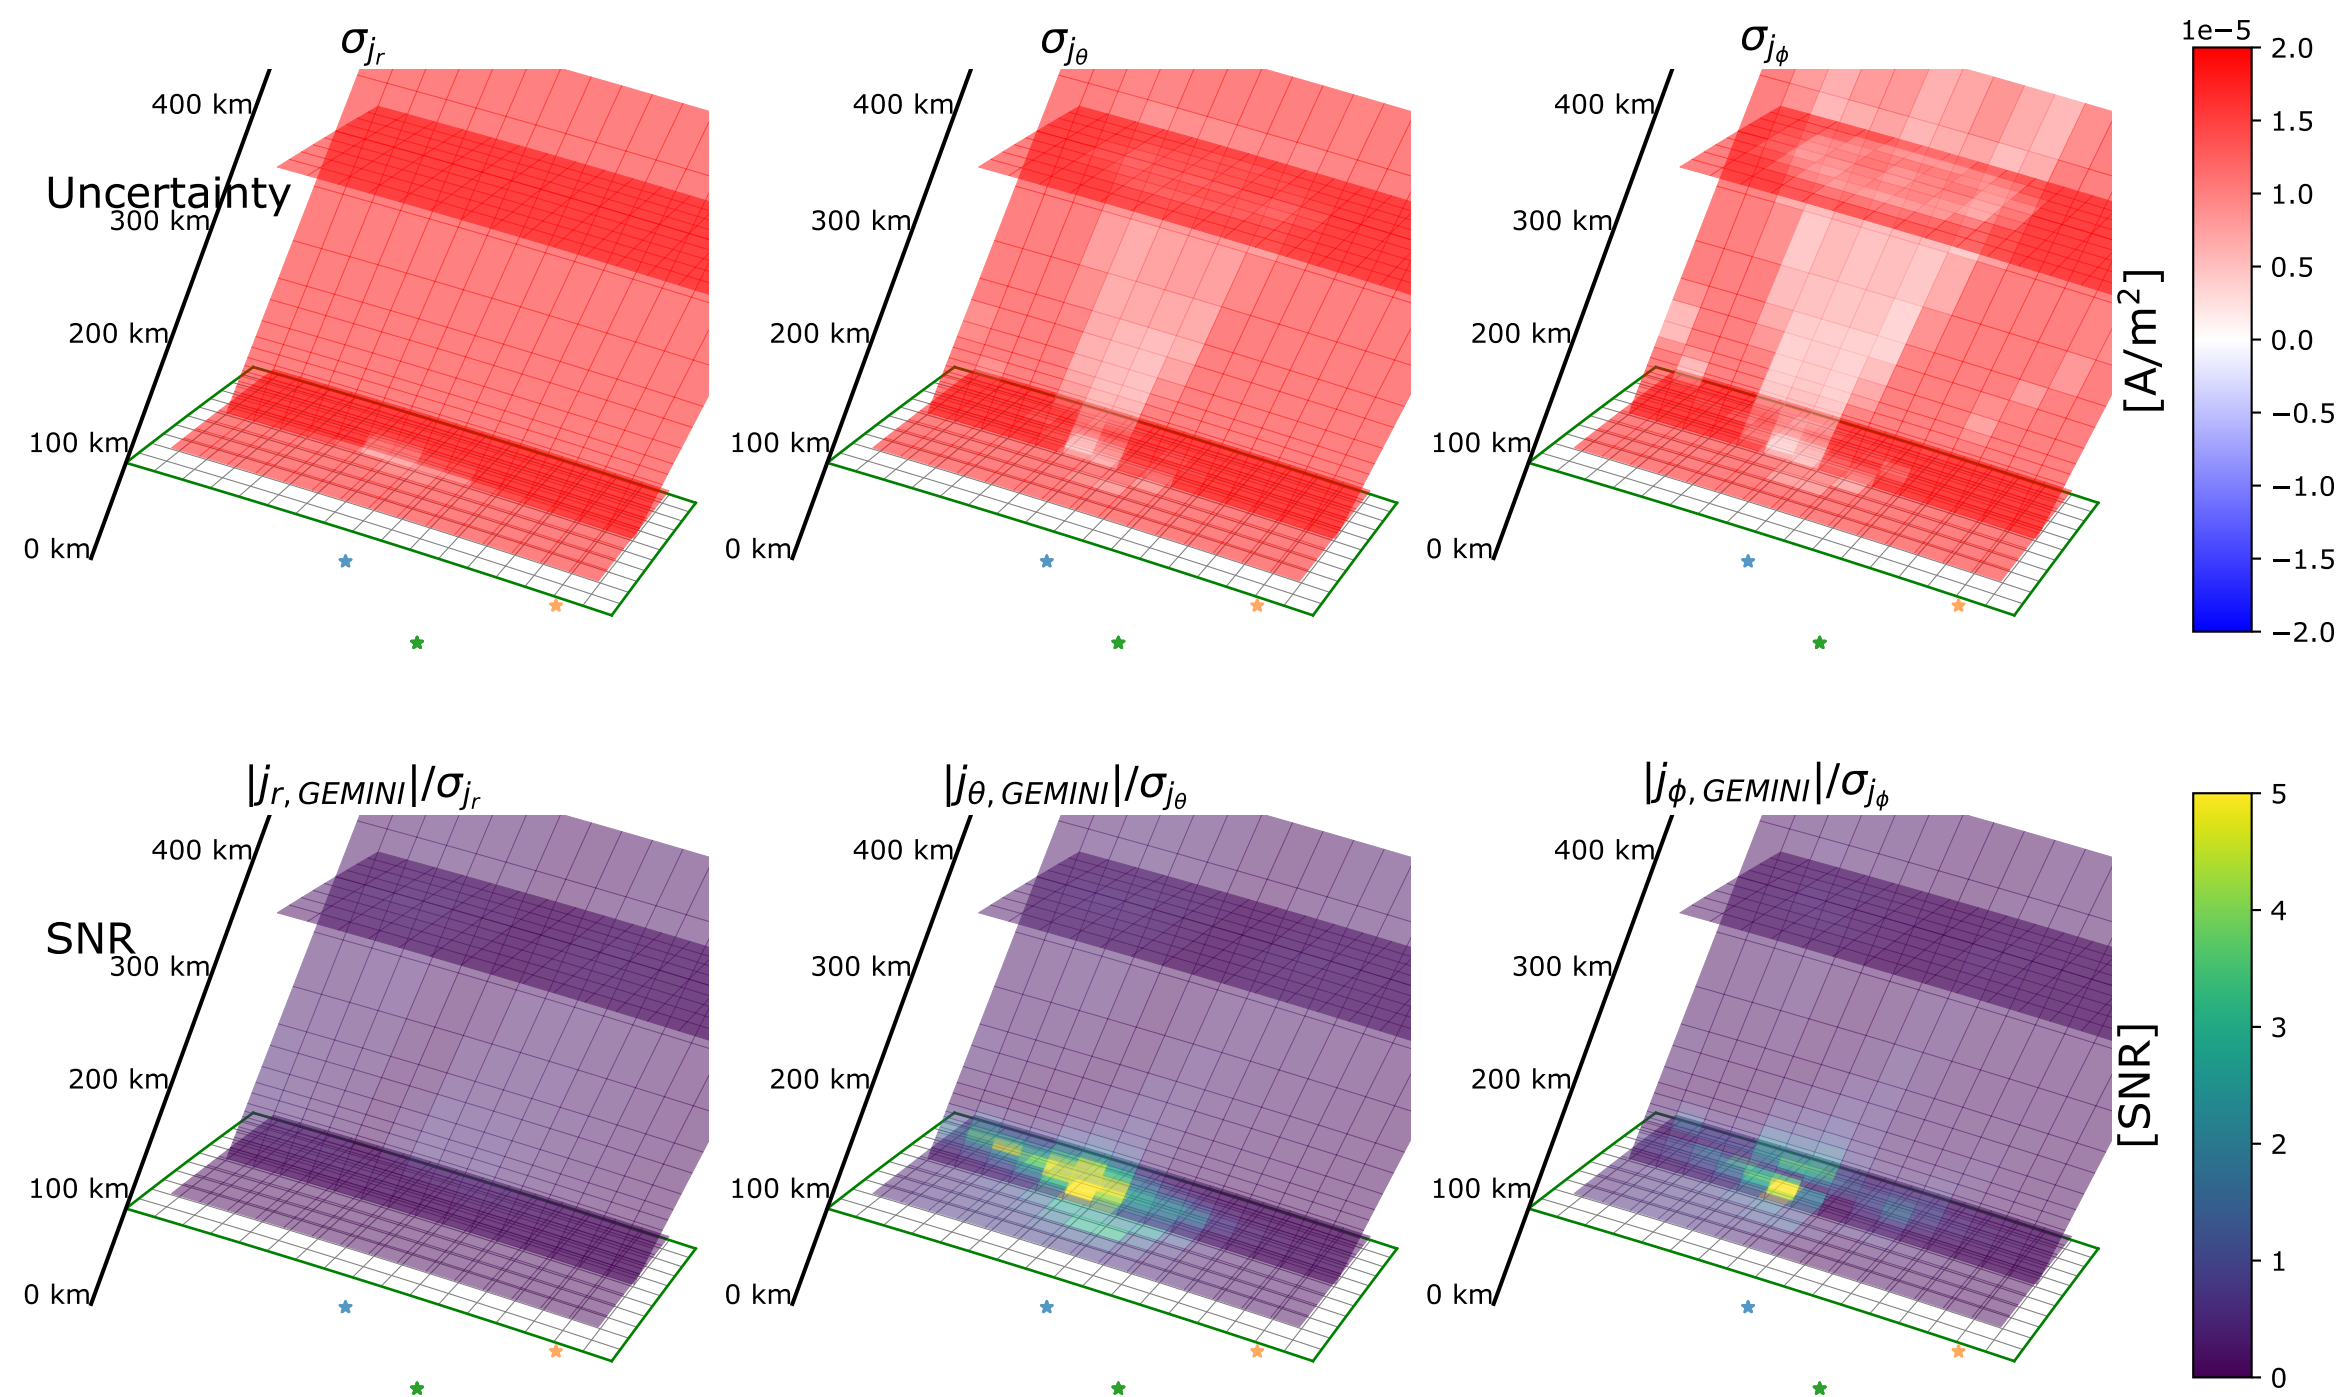 σ_{j_r}
σ_{j_θ}
σ_{j_ϕ}
Uncertainty
400 km
300 km
200 km
100 km
0 km
400 km
300 km
200 km
100 km
0 km
400 km
300 km
200 km
100 km
0 km
1e−5
2.0
1.5
1.0
0.5
0.0
−0.5
−1.0
−1.5
−2.0
[A/m²]
|j_{r, GEMINI}|/σ_{j_r}
|j_{θ, GEMINI}|/σ_{j_θ}
|j_{ϕ, GEMINI}|/σ_{j_ϕ}
SNR
400 km
300 km
200 km
100 km
0 km
400 km
300 km
200 km
100 km
0 km
400 km
300 km
200 km
100 km
0 km
5
4
3
2
1
0
[SNR]